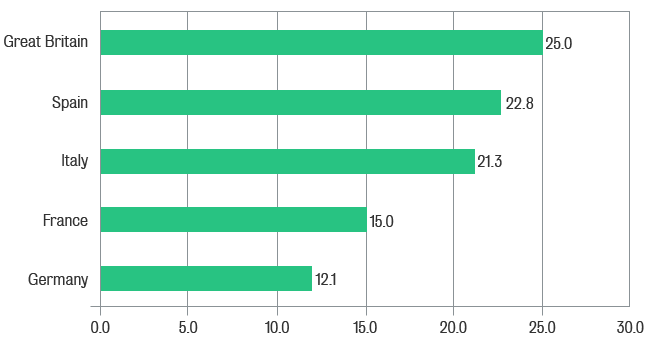 Great Britain 25.0
Spain 22.8
Italy 21.3
France 15.0
Germany 12.1
0.0 5.0 10.0 15.0 20.0 25.0 30.0